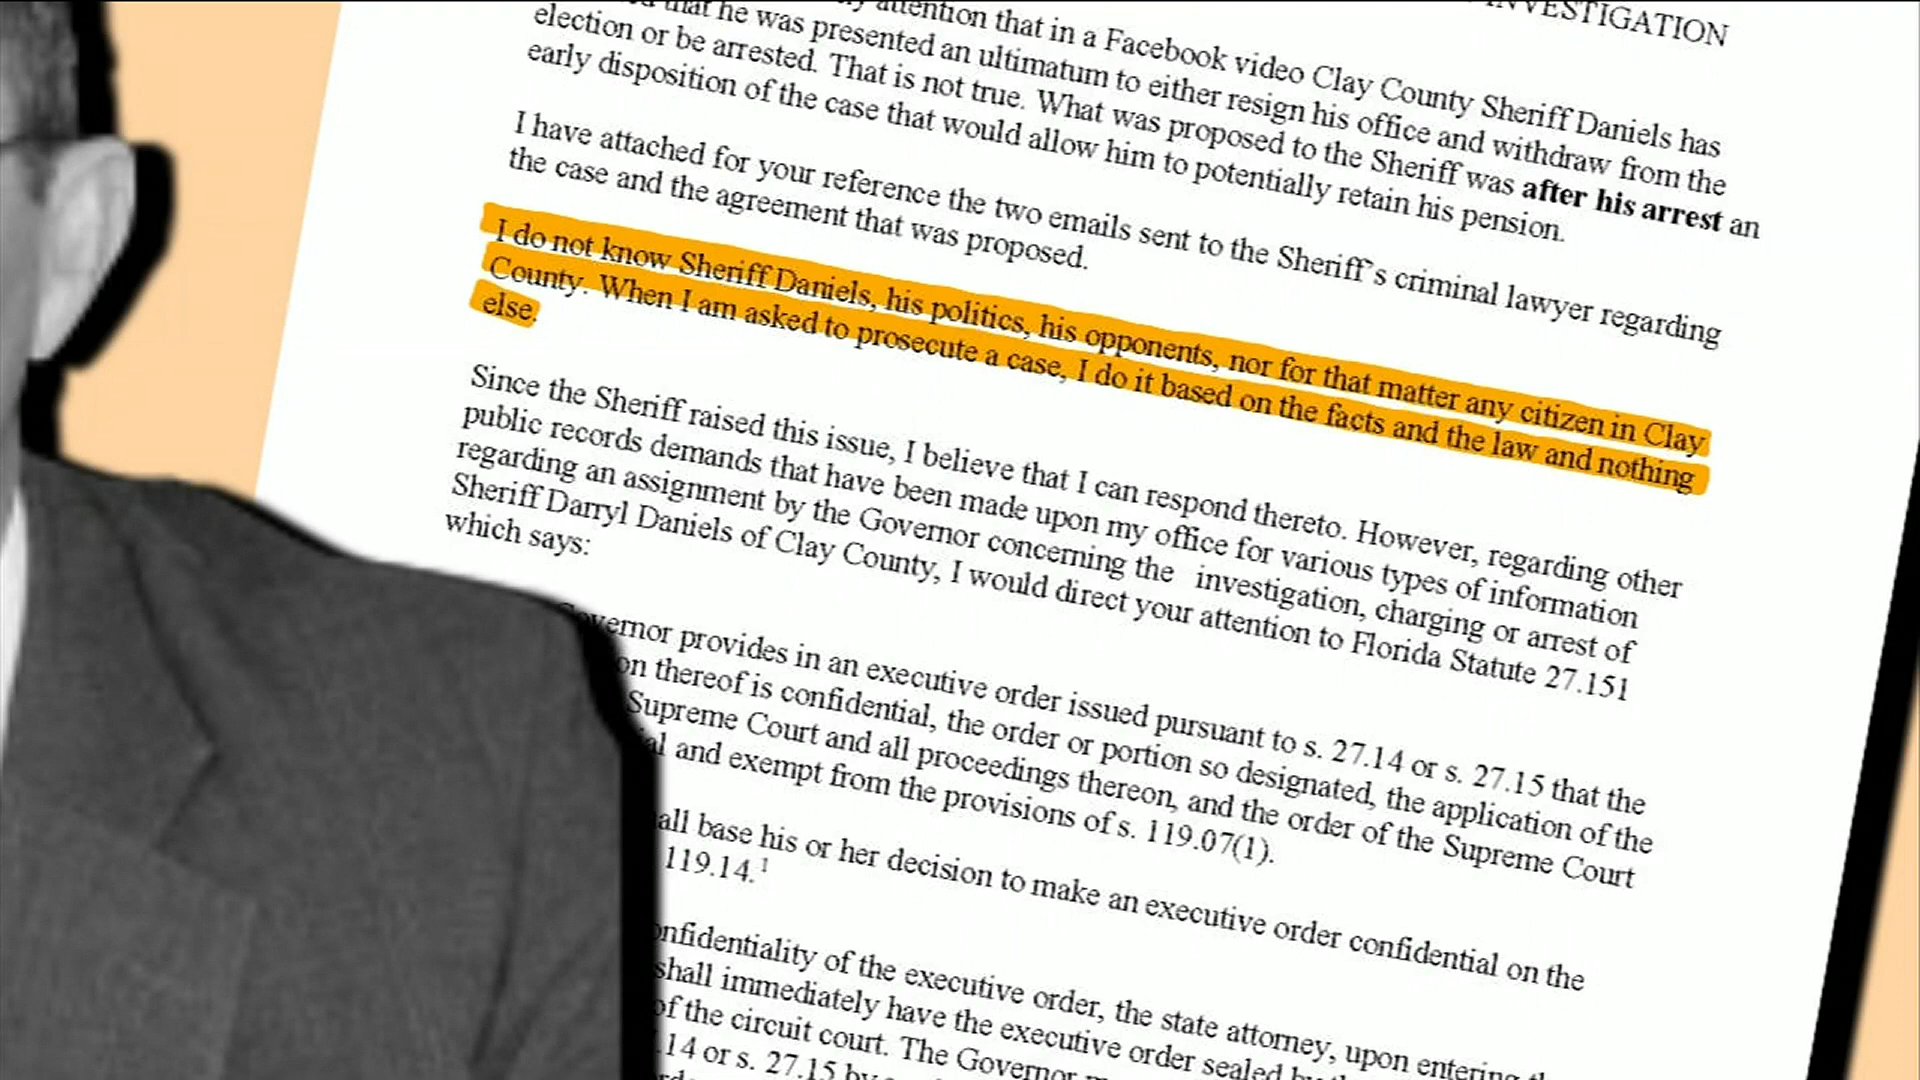 INVESTIGATION
attention that in a Facebook video Clay County Sheriff Daniels has
that he was presented an ultimatum to either resign his office and withdraw from the
election or be arrested. That is not true. What was proposed to the Sheriff was after his arrest an
early disposition of the case that would allow him to potentially retain his pension.
I have attached for your reference the two emails sent to the Sheriff's criminal lawyer regarding
the case and the agreement that was proposed.
I do not know Sheriff Daniels, his politics, his opponents, nor for that matter any citizen in Clay
County. When I am asked to prosecute a case, I do it based on the facts and the law and nothing
else.
Since the Sheriff raised this issue, I believe that I can respond thereto. However, regarding other
public records demands that have been made upon my office for various types of information
regarding an assignment by the Governor concerning the investigation, charging or arrest of
Sheriff Darryl Daniels of Clay County, I would direct your attention to Florida Statute 27.151
which says:
Governor provides in an executive order issued pursuant to s. 27.14 or s. 27.15 that the
thereof is confidential, the order or portion so designated, the application of the
Supreme Court and all proceedings thereon, and the order of the Supreme Court
and exempt from the provisions of s. 119.07(1).
base his or her decision to make an executive order confidential on the
119.14.1
of the executive order, the state attorney, upon entering
shall immediately have the executive order sealed by
of the circuit court. The Governor
.14 or s. 27.15 by